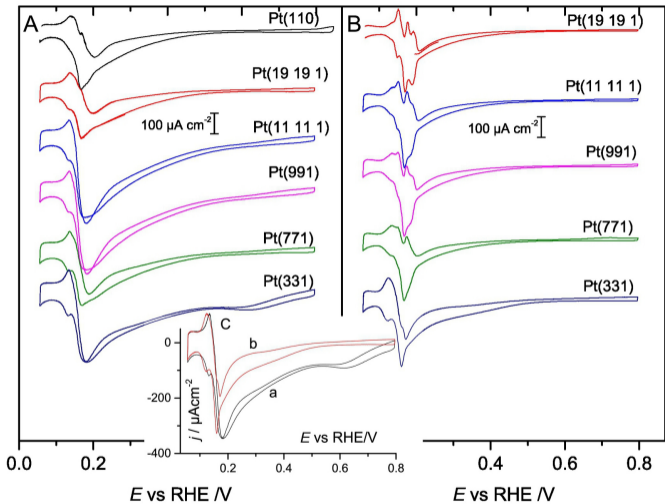 A
Pt(110)
Pt(19 19 1)
100 µA cm⁻²
Pt(11 11 1)
Pt(991)
Pt(771)
Pt(331)
B
Pt(19 19 1)
Pt(11 11 1)
100 µA cm⁻²
Pt(991)
Pt(771)
Pt(331)
C
b
a
0
-200
-400
j / µAcm⁻²
E vs RHE/V
0.2 0.4 0.6 0.8
0.0 0.2
0.2 0.4 0.6 0.8
E vs RHE /V
E vs RHE /V